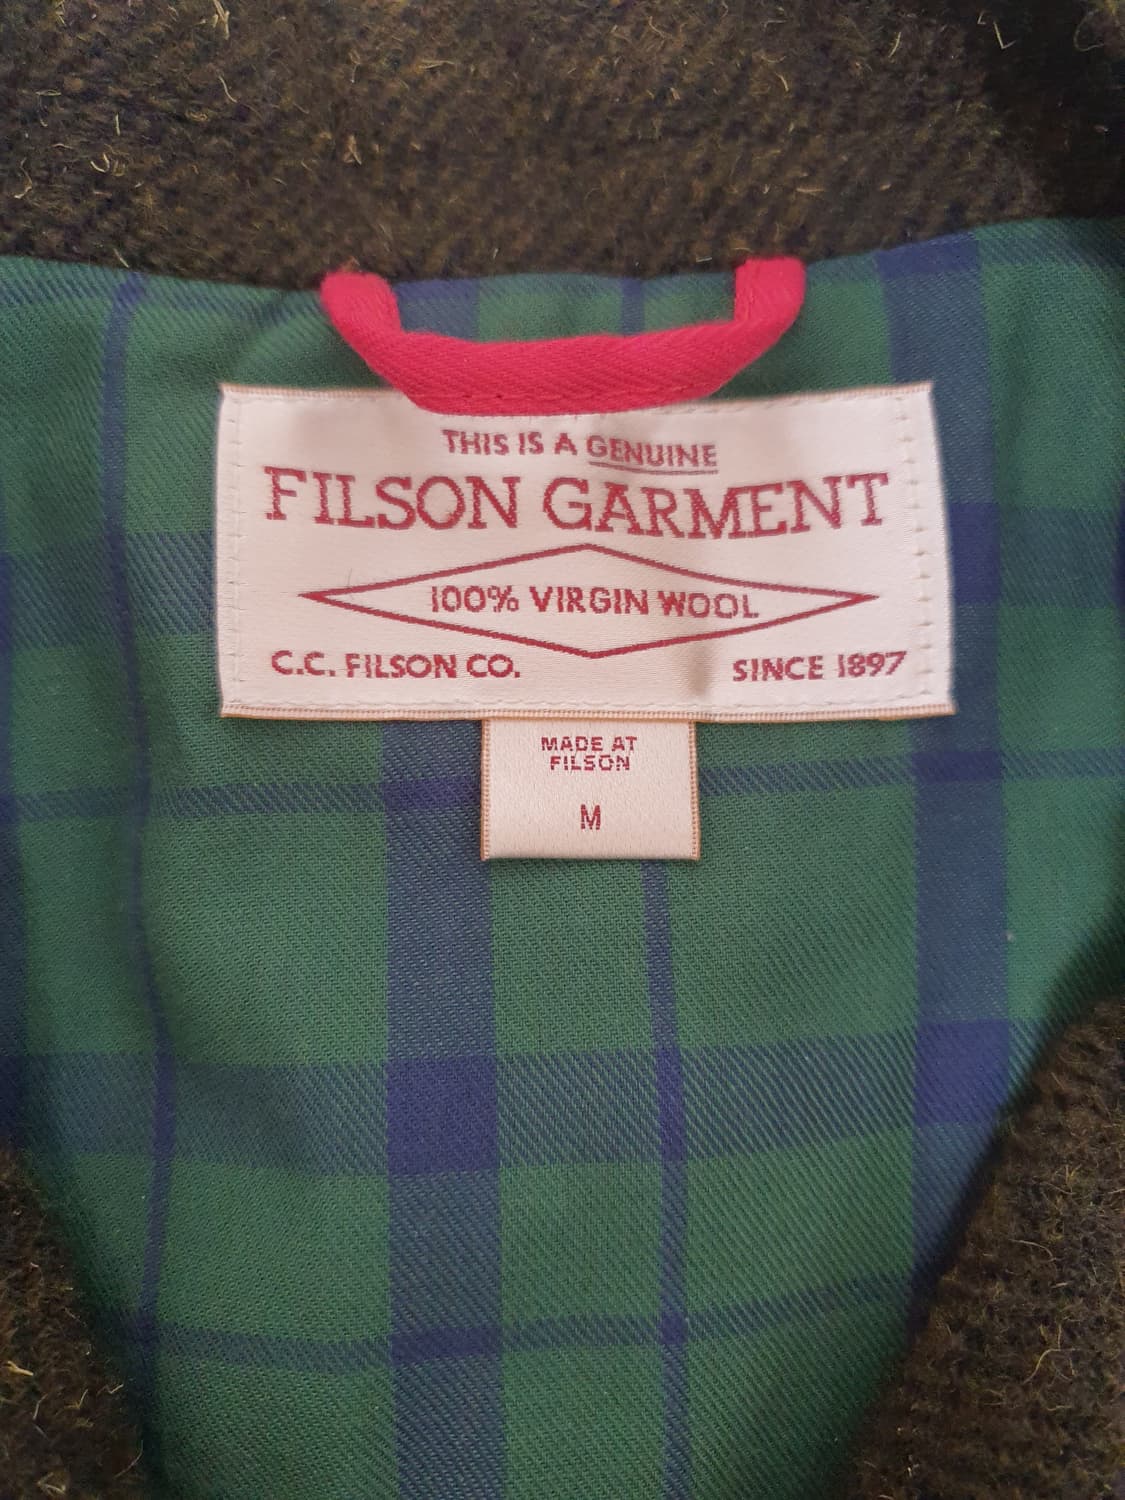 THIS IS A GENUINE
FILSON GARMENT
100% VIRGIN WOOL
C.C. FILSON CO. SINCE 1897
MADE AT
FILSON
M